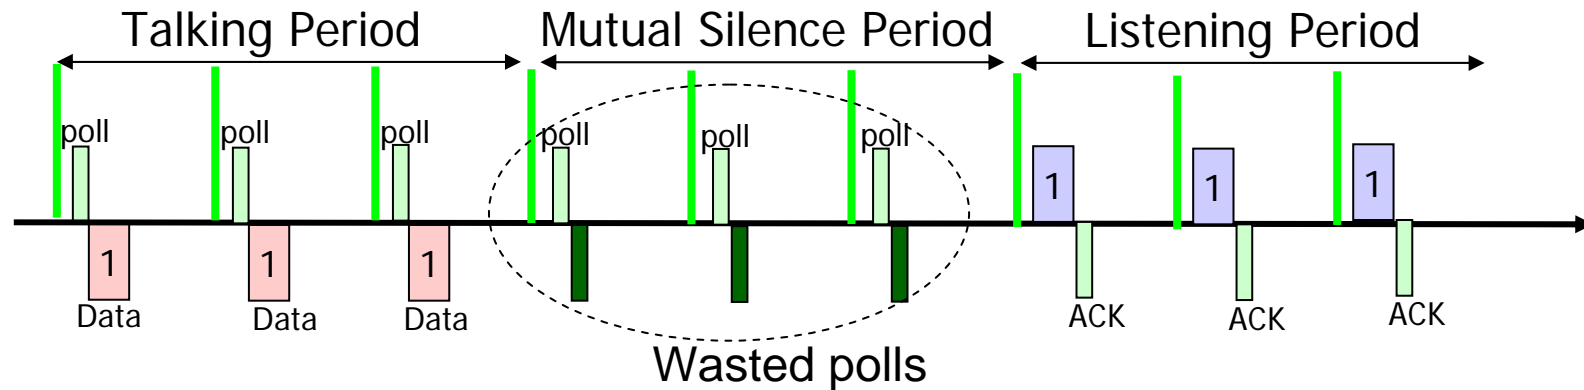 Talking Period Mutual Silence Period Listening Period
poll poll poll poll poll poll
1 1 1
1 1 1
Data Data Data ACK ACK ACK
Wasted polls